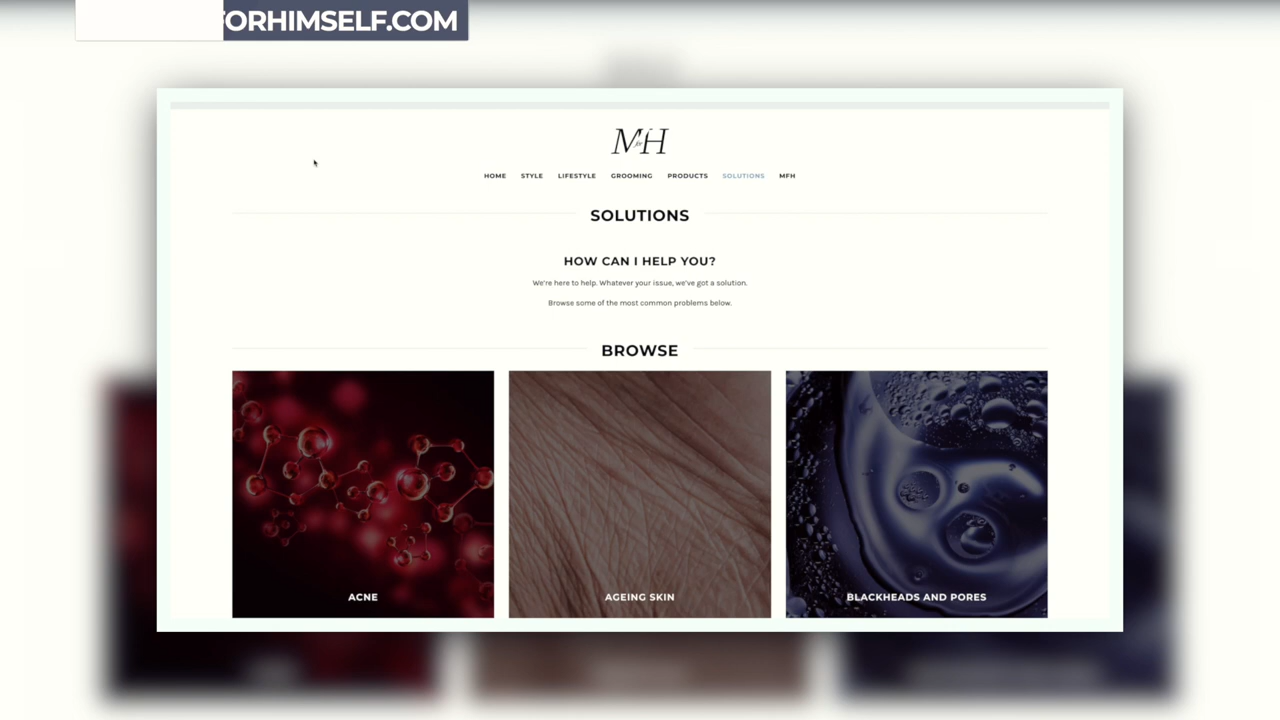 FORHIMSELF.COM
MfH
HOME STYLE LIFESTYLE GROOMING PRODUCTS SOLUTIONS MFH
SOLUTIONS
HOW CAN I HELP YOU?
We're here to help. Whatever your issue, we've got a solution.
Browse some of the most common problems below.
BROWSE
ACNE AGEING SKIN BLACKHEADS AND PORES